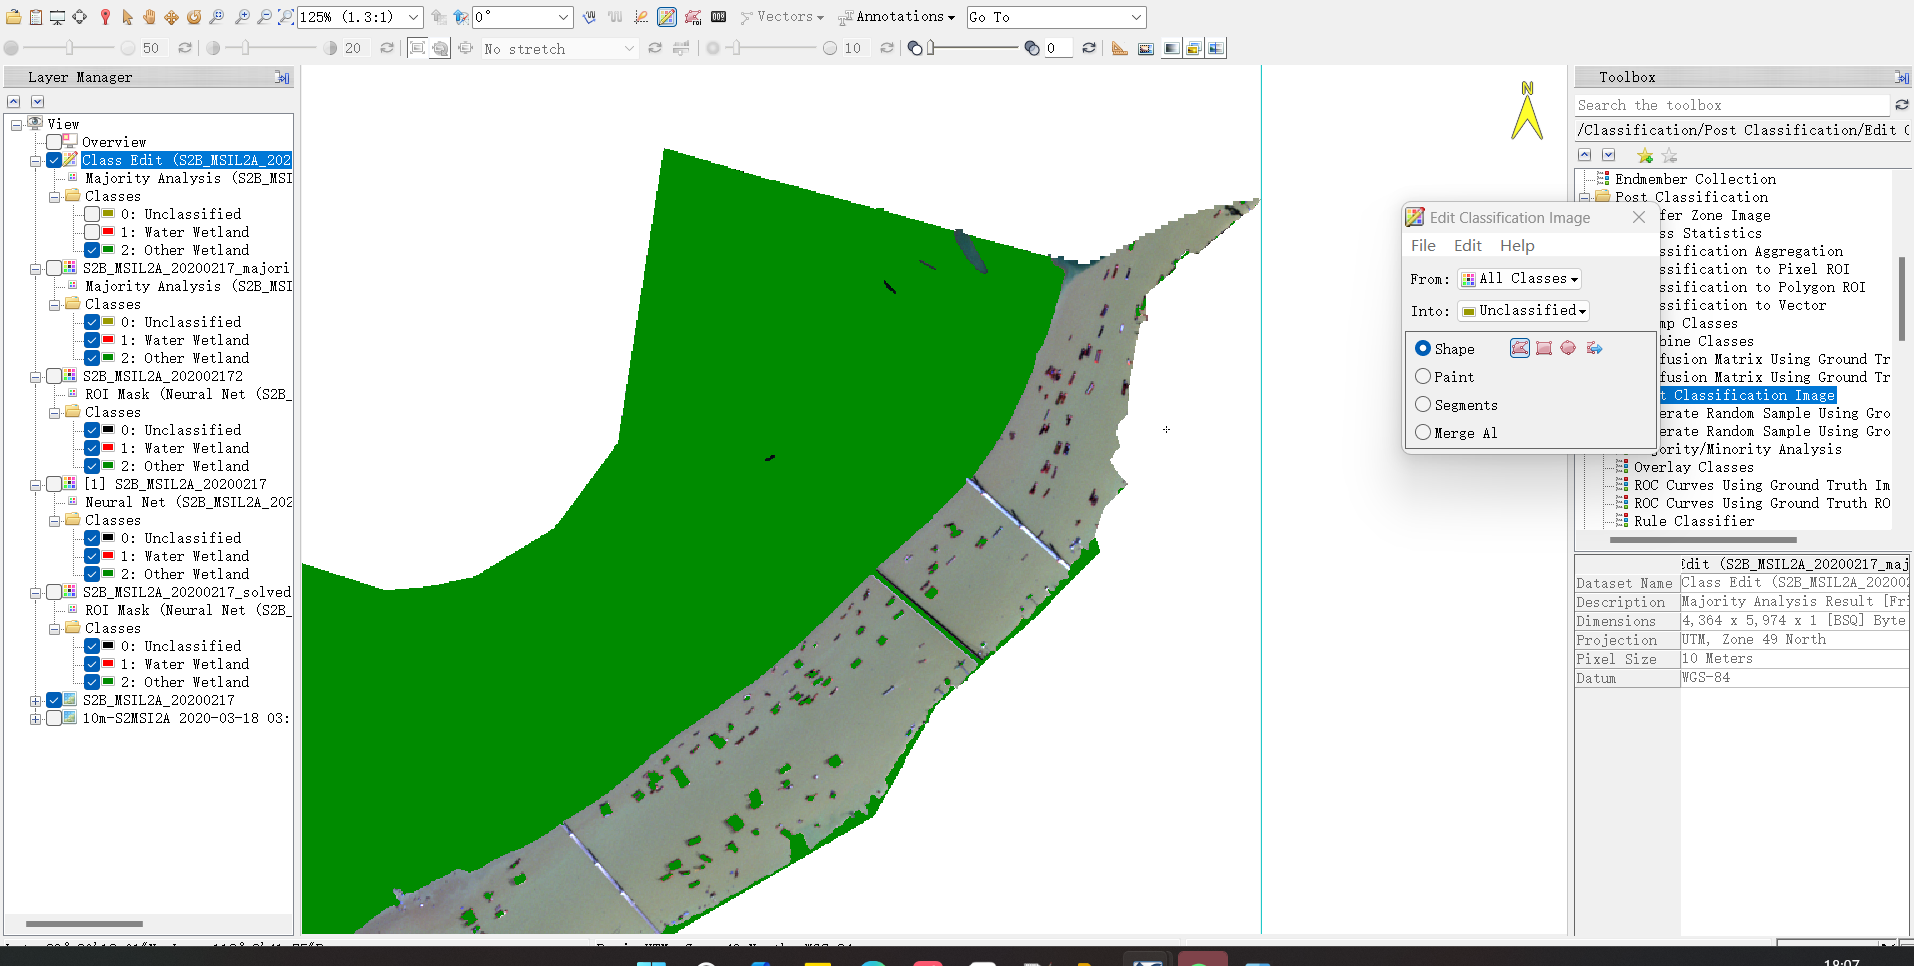 125% (1.3:1)
0°
Vectors
Annotations
Go To
50
20
No stretch
10
0
Layer Manager
View
Overview
Class Edit (S2B_MSIL2A_202
Majority Analysis (S2B_MSI
Classes
0: Unclassified
1: Water Wetland
2: Other Wetland
S2B_MSIL2A_20200217_majori
Majority Analysis (S2B_MSI
Classes
0: Unclassified
1: Water Wetland
2: Other Wetland
S2B_MSIL2A_202002172
ROI Mask (Neural Net (S2B_
Classes
0: Unclassified
1: Water Wetland
2: Other Wetland
[1] S2B_MSIL2A_20200217
Neural Net (S2B_MSIL2A_202
Classes
0: Unclassified
1: Water Wetland
2: Other Wetland
S2B_MSIL2A_20200217_solved
ROI Mask (Neural Net (S2B_
Classes
0: Unclassified
1: Water Wetland
2: Other Wetland
S2B_MSIL2A_20200217
10m-S2MSI2A 2020-03-18 03:
N
Edit Classification Image
File Edit Help
From: All Classes
Into: Unclassified
Shape
Paint
Segments
Merge Al
Toolbox
Search the toolbox
/Classification/Post Classification/Edit C
Endmember Collection
Post Classification
fer Zone Image
ss Statistics
ssification Aggregation
ssification to Pixel ROI
ssification to Polygon ROI
ssification to Vector
mp Classes
bine Classes
fusion Matrix Using Ground Tr
fusion Matrix Using Ground Tr
t Classification Image
erate Random Sample Using Gro
erate Random Sample Using Gro
ority/Minority Analysis
Overlay Classes
ROC Curves Using Ground Truth Im
ROC Curves Using Ground Truth RO
Rule Classifier
Edit (S2B_MSIL2A_20200217_maj
Dataset Name Class Edit (S2B_MSIL2A_20200
Description Majority Analysis Result [Fri
Dimensions 4,364 x 5,974 x 1 [BSQ] Byte
Projection UTM, Zone 49 North
Pixel Size 10 Meters
Datum WGS-84
18:07